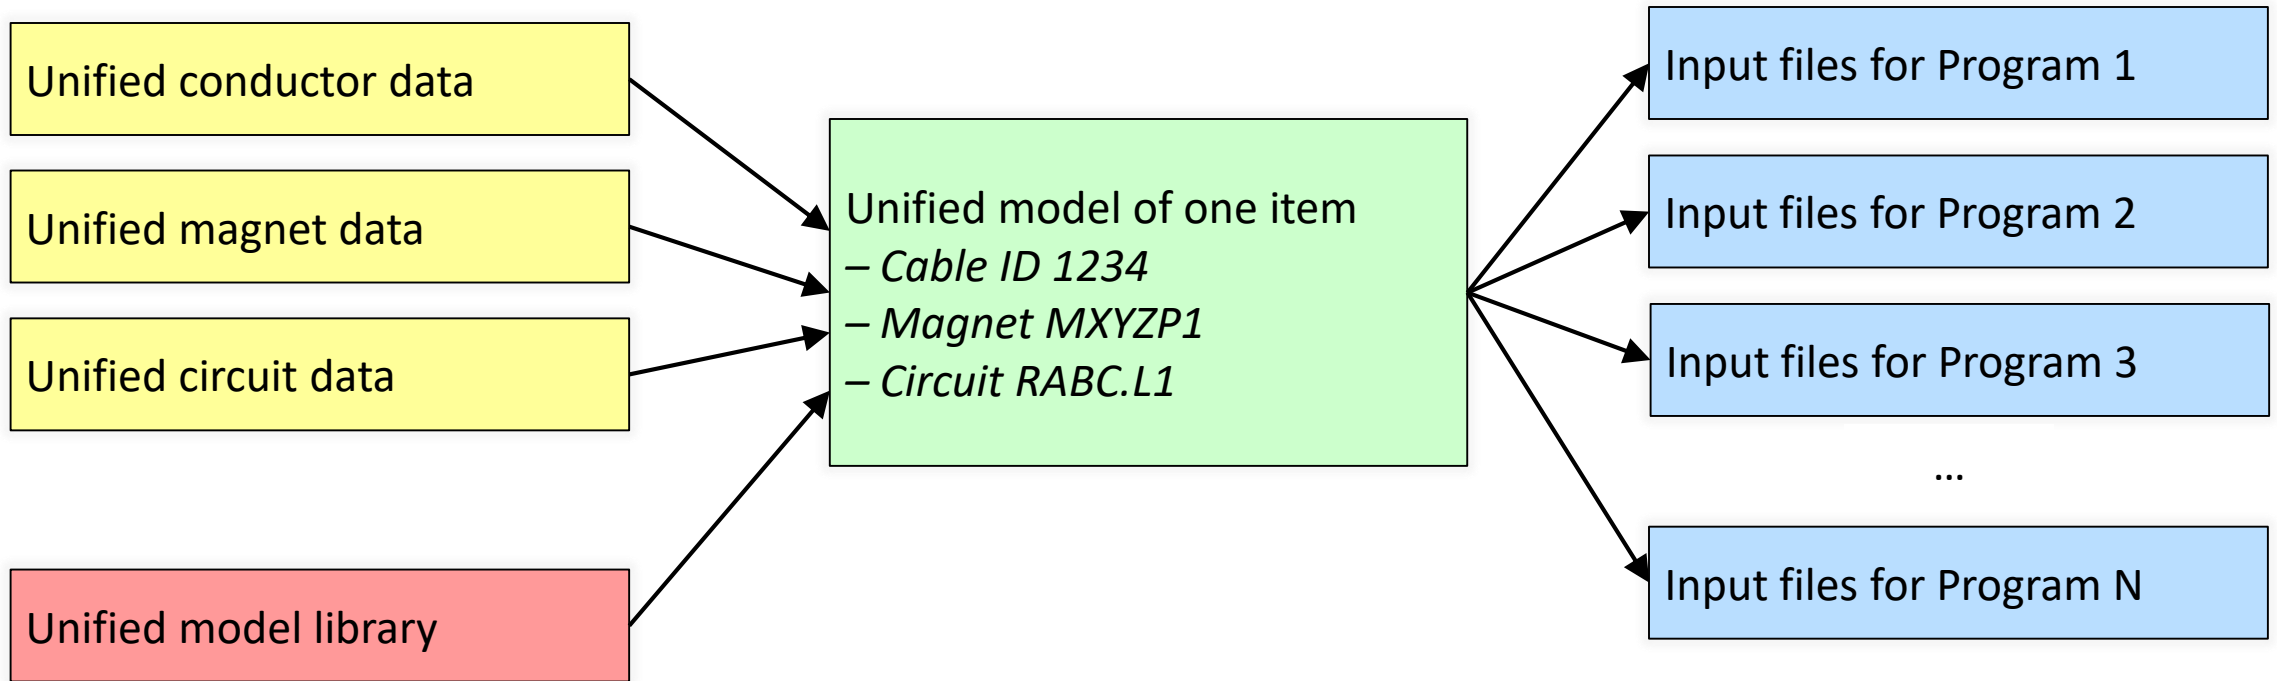 Unified conductor data
Unified magnet data
Unified circuit data
Unified model library
Unified model of one item
– Cable ID 1234
– Magnet MXYZP1
– Circuit RABC.L1
Input files for Program 1
Input files for Program 2
Input files for Program 3
...
Input files for Program N